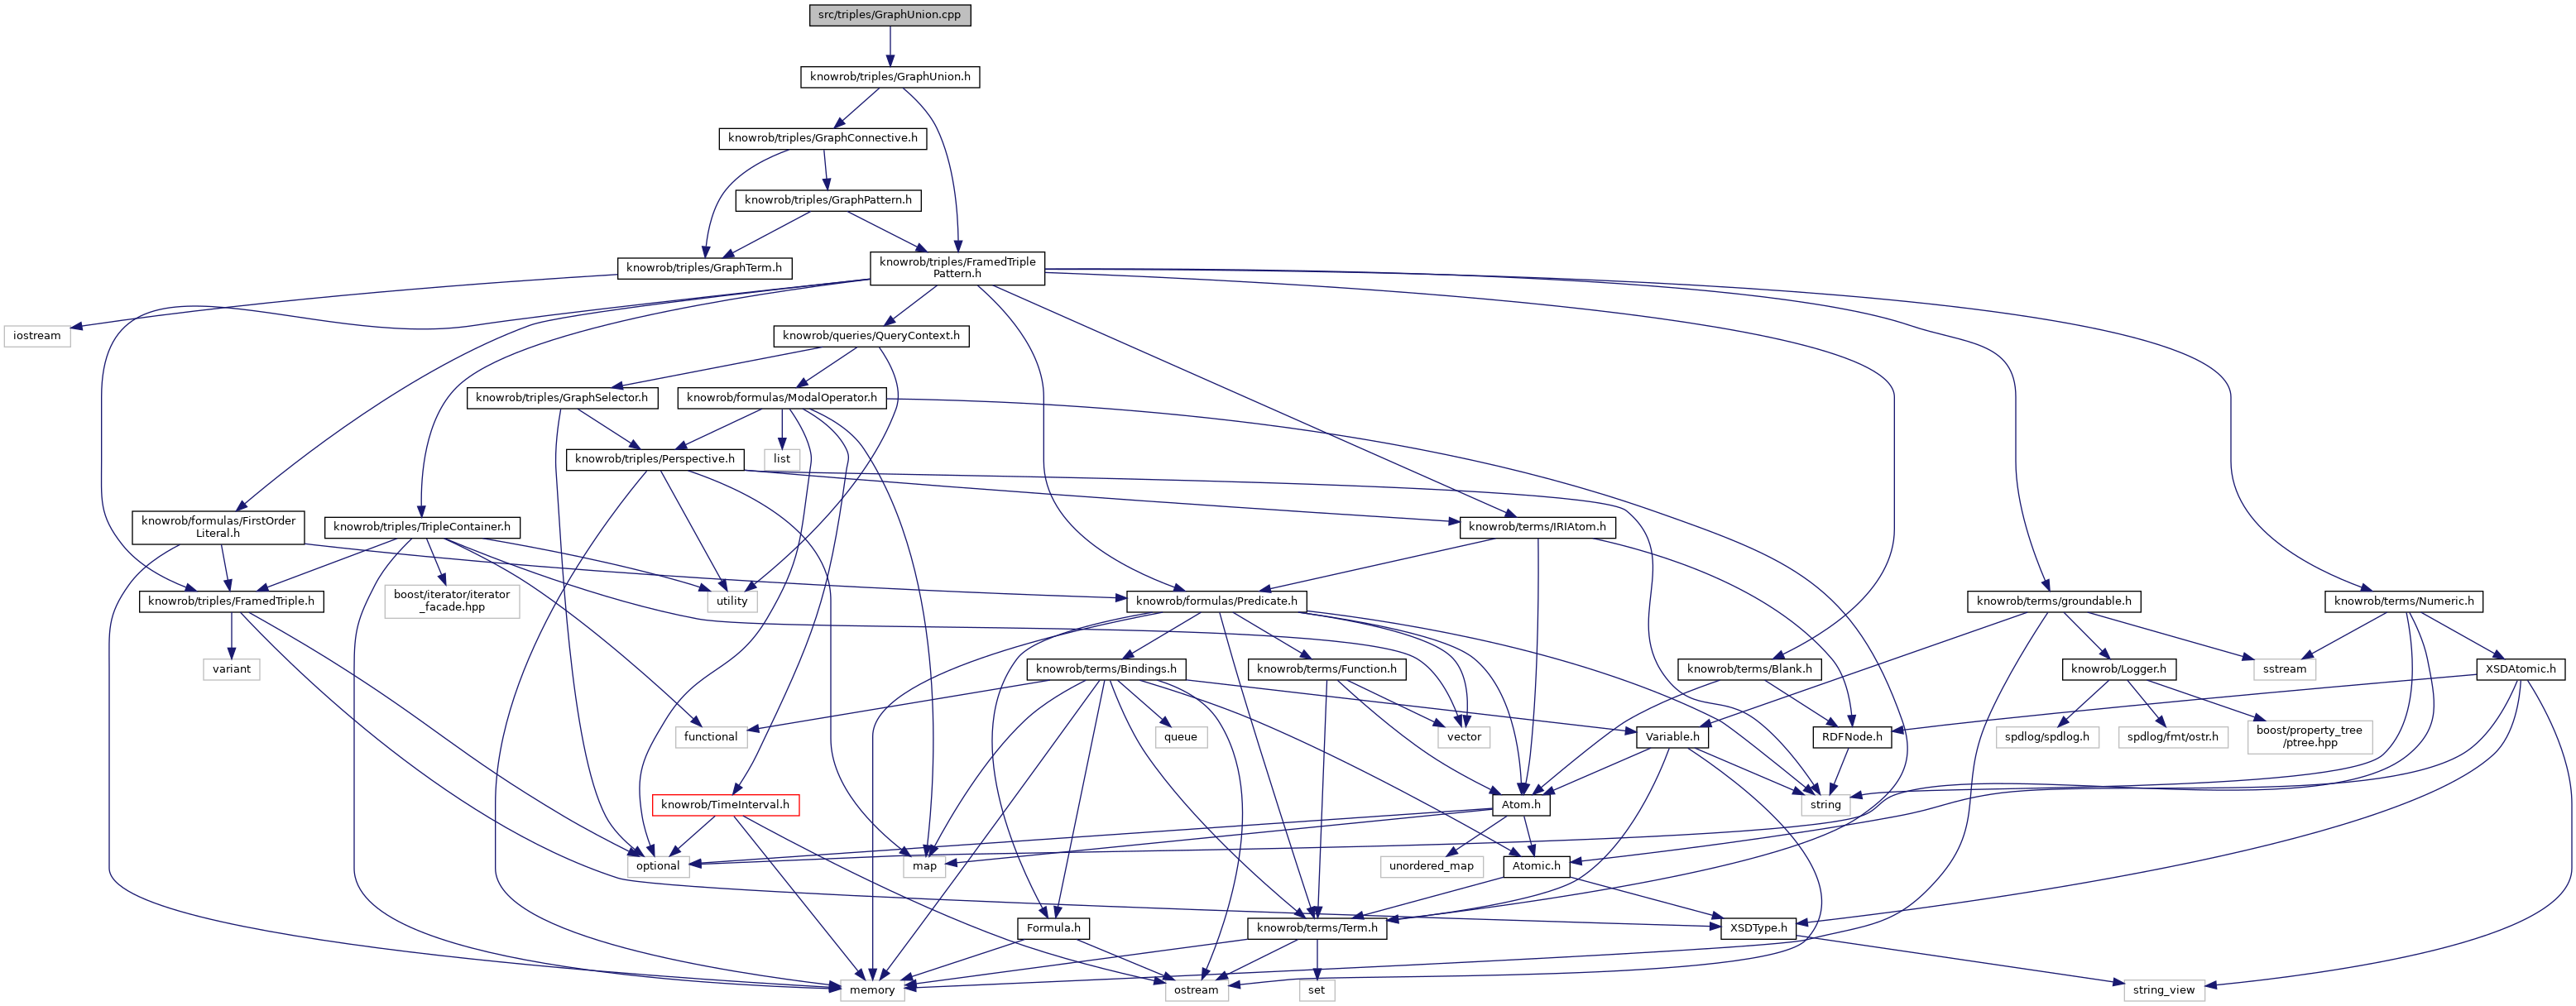 src/triples/GraphUnion.cpp
knowrob/triples/GraphUnion.h
knowrob/triples/GraphConnective.h
knowrob/triples/GraphPattern.h
knowrob/triples/GraphTerm.h
knowrob/triples/FramedTriple
Pattern.h
iostream
knowrob/queries/QueryContext.h
knowrob/triples/GraphSelector.h
knowrob/formulas/ModalOperator.h
knowrob/triples/Perspective.h
list
knowrob/formulas/FirstOrder
Literal.h
knowrob/triples/TripleContainer.h
knowrob/terms/IRIAtom.h
knowrob/triples/FramedTriple.h
boost/iterator/iterator
_facade.hpp
utility
knowrob/formulas/Predicate.h
knowrob/terms/groundable.h
knowrob/terms/Numeric.h
variant
knowrob/terms/Bindings.h
knowrob/terms/Function.h
knowrob/terms/Blank.h
knowrob/Logger.h
sstream
XSDAtomic.h
functional
queue
vector
Variable.h
RDFNode.h
spdlog/spdlog.h
spdlog/fmt/ostr.h
boost/property_tree
/ptree.hpp
knowrob/TimeInterval.h
Atom.h
string
optional
map
unordered_map
Atomic.h
Formula.h
knowrob/terms/Term.h
XSDType.h
memory
ostream
set
string_view